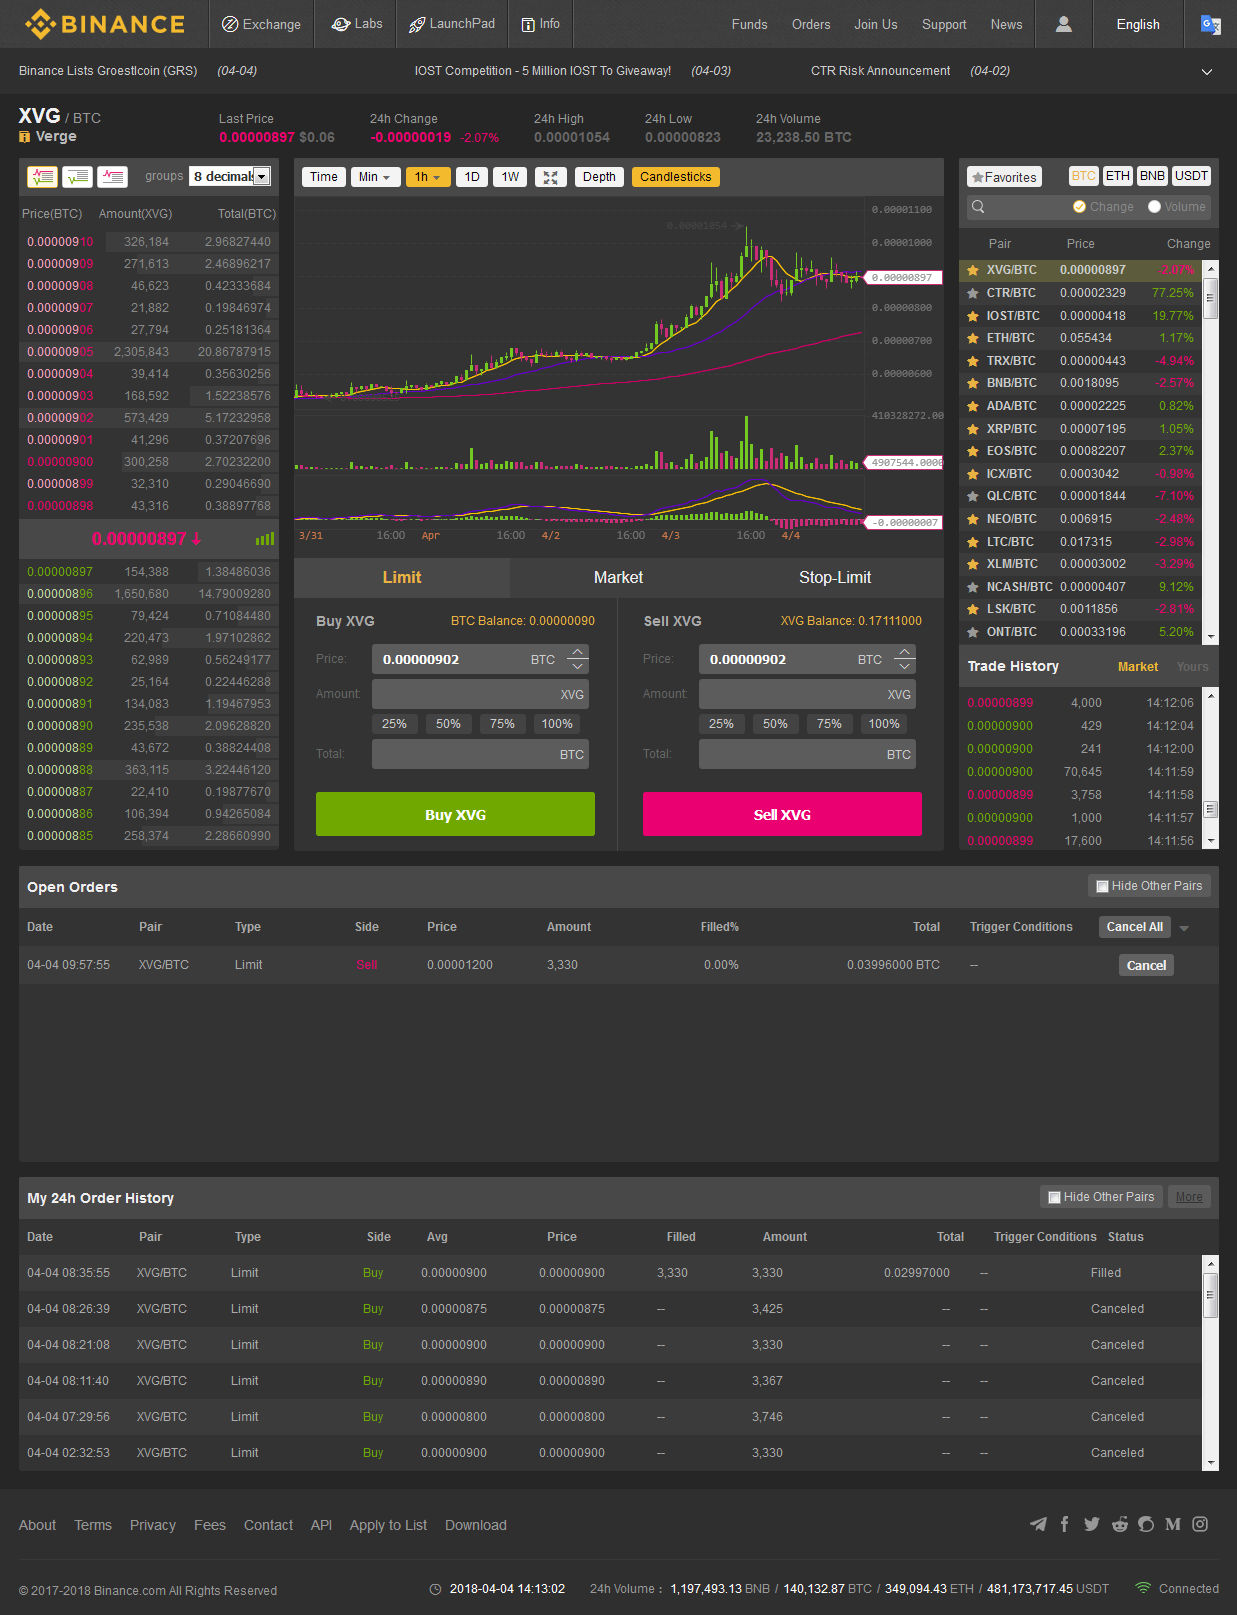 BINANCE Exchange Labs LaunchPad Info Funds Orders Join Us Support News English
Binance Lists Groestlcoin (GRS) (04-04) IOST Competition - 5 Million IOST To Giveaway! (04-03) CTR Risk Announcement (04-02)
XVG / BTC
Verge
Last Price 24h Change 24h High 24h Low 24h Volume
0.00000897 $0.06 -0.00000019 -2.07% 0.00001054 0.00000823 23,238.50 BTC
groups 8 decimals
Price(BTC) Amount(XVG) Total(BTC)
0.00000910 326,184 2.96827440
0.00000909 271,613 2.46896217
0.00000908 46,623 0.42333684
0.00000907 21,882 0.19846974
0.00000906 27,794 0.25181364
0.00000905 2,305,843 20.86787915
0.00000904 39,414 0.35630256
0.00000903 168,592 1.52238576
0.00000902 573,429 5.17232958
0.00000901 41,296 0.37207696
0.00000900 300,258 2.70232200
0.00000899 32,310 0.29046690
0.00000898 43,316 0.38897768
0.00000897
0.00000897 154,388 1.38486036
0.00000896 1,650,680 14.79009280
0.00000895 79,424 0.71084480
0.00000894 220,473 1.97102862
0.00000893 62,989 0.56249177
0.00000892 25,164 0.22446288
0.00000891 134,083 1.19467953
0.00000890 235,538 2.09628820
0.00000889 43,672 0.38824408
0.00000888 363,115 3.22446120
0.00000887 22,410 0.19877670
0.00000886 106,394 0.94265084
0.00000885 258,374 2.28660990
Time Min 1h 1D 1W Depth Candlesticks
0.00001100
0.00001054
0.00001000
0.00000897
0.00000800
0.00000700
0.00000600
410328272.00
4907544.0000
-0.00000007
3/31 16:00 Apr 16:00 4/2 16:00 4/3 16:00 4/4
Limit Market Stop-Limit
Buy XVG BTC Balance: 0.00000090
Price: 0.00000902 BTC
Amount: XVG
25% 50% 75% 100%
Total: BTC
Buy XVG
Sell XVG XVG Balance: 0.17111000
Price: 0.00000902 BTC
Amount: XVG
25% 50% 75% 100%
Total: BTC
Sell XVG
Favorites BTC ETH BNB USDT
Change Volume
Pair Price Change
XVG/BTC 0.00000897 -2.07%
CTR/BTC 0.00002329 77.25%
IOST/BTC 0.00000418 19.77%
ETH/BTC 0.055434 1.17%
TRX/BTC 0.00000443 -4.94%
BNB/BTC 0.0018095 -2.57%
ADA/BTC 0.00002225 0.82%
XRP/BTC 0.00007195 1.05%
EOS/BTC 0.00082207 2.37%
ICX/BTC 0.0003042 -0.98%
QLC/BTC 0.00001844 -7.10%
NEO/BTC 0.006915 -2.48%
LTC/BTC 0.017315 -2.98%
XLM/BTC 0.00003002 -3.29%
NCASH/BTC 0.00000407 9.12%
LSK/BTC 0.0011856 -2.81%
ONT/BTC 0.00033196 5.20%
Trade History Market Yours
0.00000899 4,000 14:12:06
0.00000900 429 14:12:04
0.00000900 241 14:12:00
0.00000900 70,645 14:11:59
0.00000899 3,758 14:11:58
0.00000900 1,000 14:11:57
0.00000899 17,600 14:11:56
Open Orders Hide Other Pairs
Date Pair Type Side Price Amount Filled% Total Trigger Conditions Cancel All
04-04 09:57:55 XVG/BTC Limit Sell 0.00001200 3,330 0.00% 0.03996000 BTC -- Cancel
My 24h Order History Hide Other Pairs More
Date Pair Type Side Avg Price Filled Amount Total Trigger Conditions Status
04-04 08:35:55 XVG/BTC Limit Buy 0.00000900 0.00000900 3,330 3,330 0.02997000 -- Filled
04-04 08:26:39 XVG/BTC Limit Buy 0.00000875 0.00000875 -- 3,425 -- -- Canceled
04-04 08:21:08 XVG/BTC Limit Buy 0.00000900 0.00000900 -- 3,330 -- -- Canceled
04-04 08:11:40 XVG/BTC Limit Buy 0.00000890 0.00000890 -- 3,367 -- -- Canceled
04-04 07:29:56 XVG/BTC Limit Buy 0.00000800 0.00000800 -- 3,746 -- -- Canceled
04-04 02:32:53 XVG/BTC Limit Buy 0.00000900 0.00000900 -- 3,330 -- -- Canceled
About Terms Privacy Fees Contact API Apply to List Download
© 2017-2018 Binance.com All Rights Reserved 2018-04-04 14:13:02 24h Volume : 1,197,493.13 BNB / 140,132.87 BTC / 349,094.43 ETH / 481,173,717.45 USDT Connected